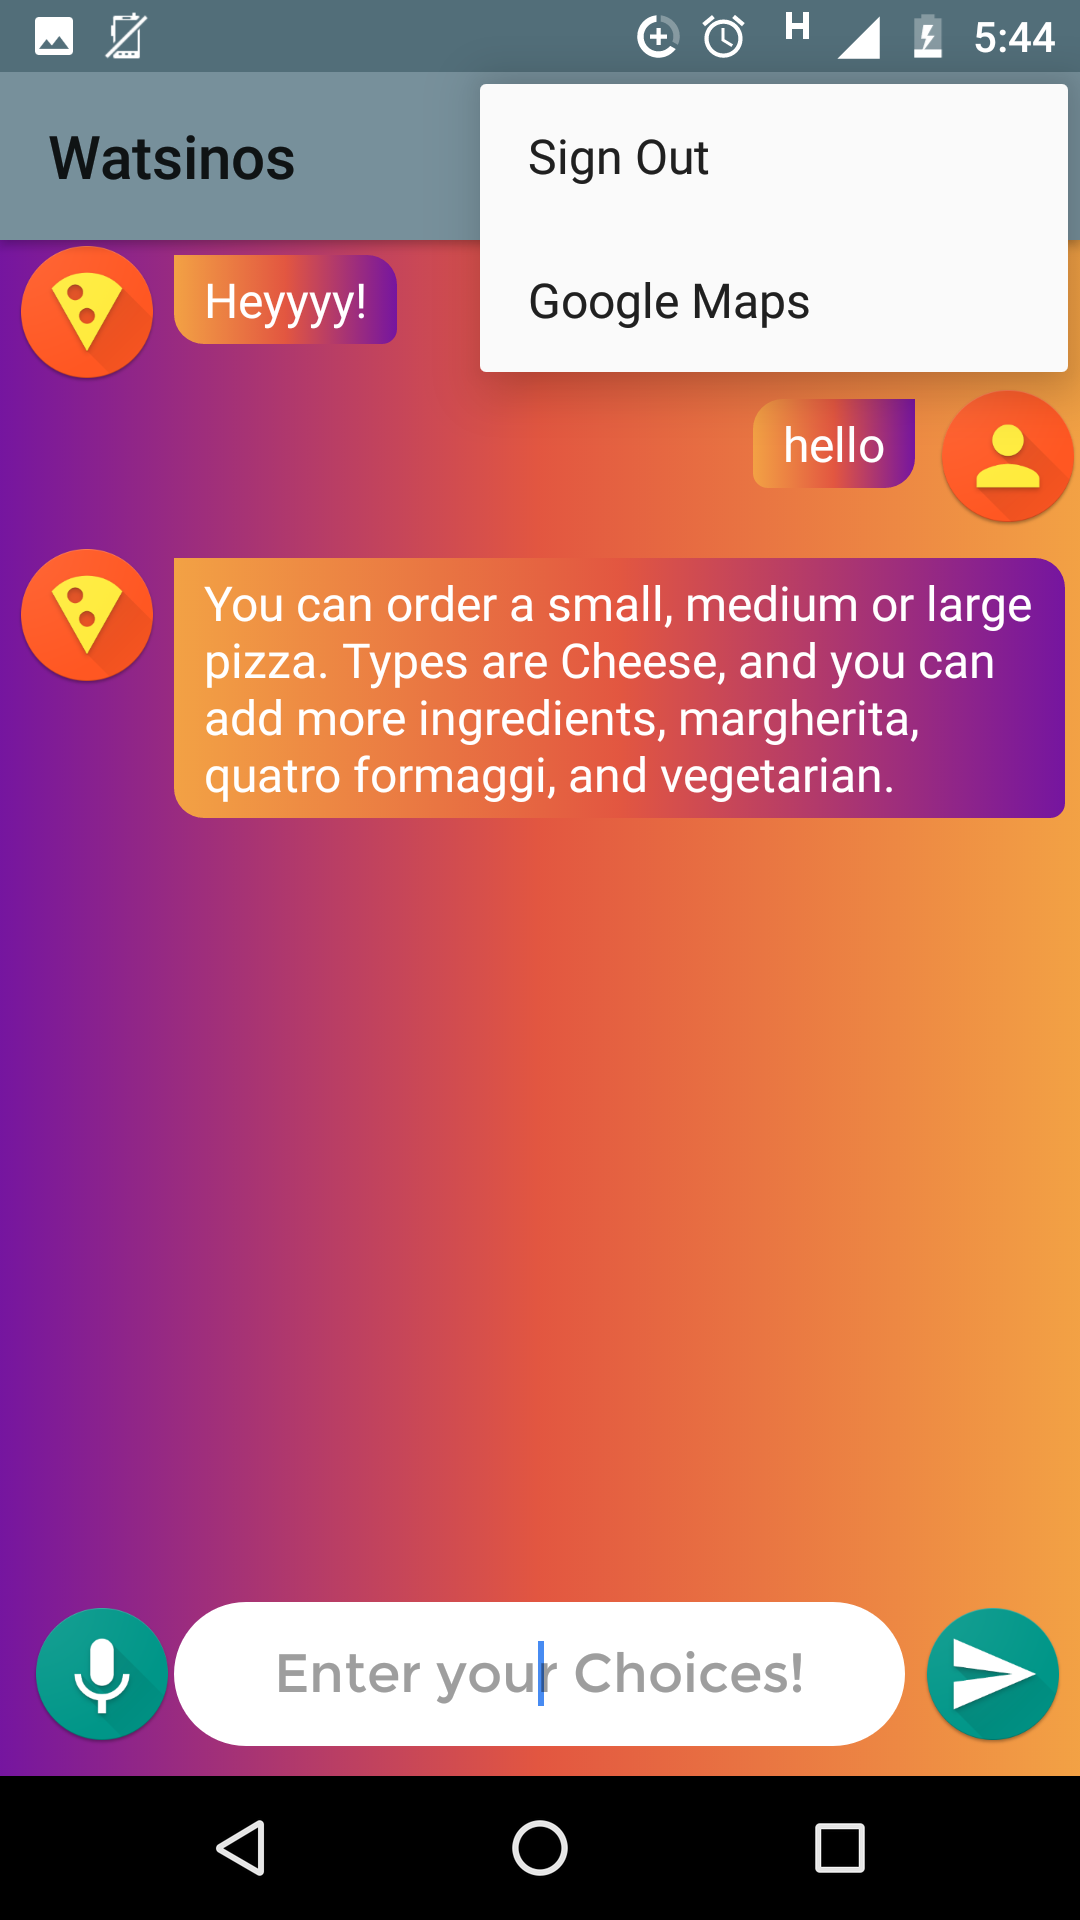 H
5:44
Watsinos
Sign Out
Google Maps
Heyyyy!
hello
You can order a small, medium or large
pizza. Types are Cheese, and you can
add more ingredients, margherita,
quatro formaggi, and vegetarian.
Enter your Choices!